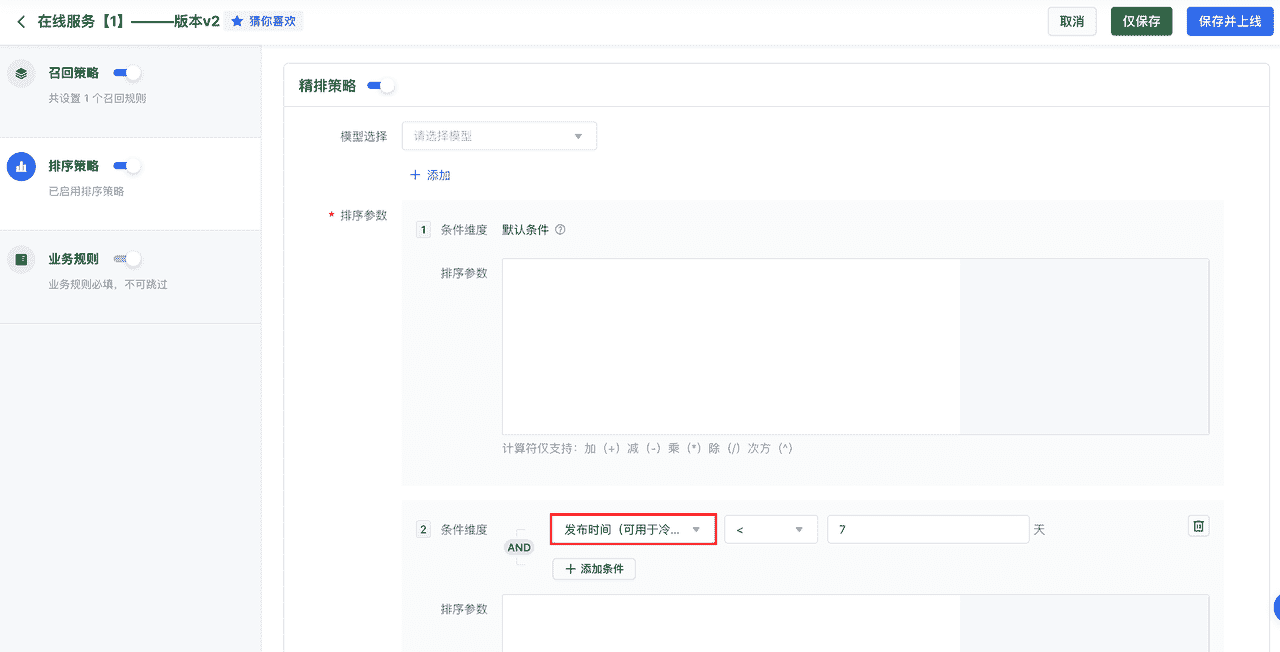 在线服务【1】———版本v2 猜你喜欢 取消 仅保存 保存并上线
召回策略
共设置 1 个召回规则
排序策略
已启用排序策略
业务规则
业务规则必填，不可跳过
精排策略
模型选择 请选择模型
+ 添加
* 排序参数
1 条件维度 默认条件 ?
排序参数
计算符仅支持：加（+）减（-）乘（*）除（/）次方（^）
2 条件维度 AND 发布时间（可用于冷... < 7 天
+ 添加条件
排序参数